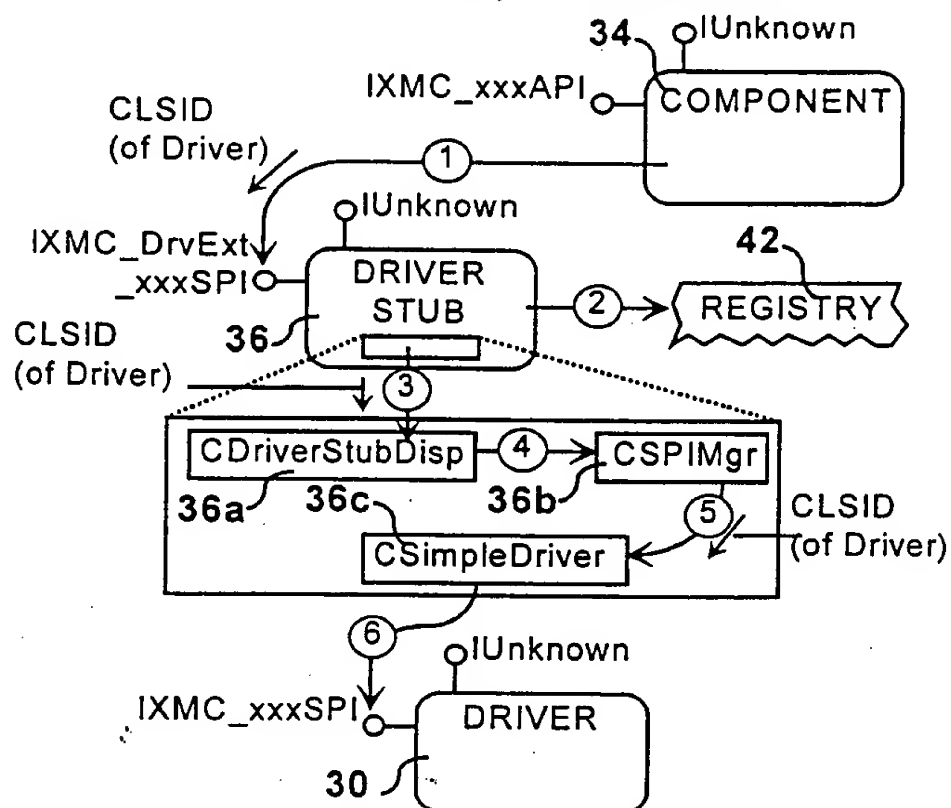 34
IUnknown
IXMC_xxxAPI
COMPONENT
CLSID
(of Driver)
1
IUnknown
IXMC_DrvExt
_xxxSPI
DRIVER
STUB
36
2
42
REGISTRY
CLSID
(of Driver)
3
CDriverStubDisp
4
CSPIMgr
36a
36c
36b
5
CLSID
(of Driver)
CSimpleDriver
6
IUnknown
IXMC_xxxSPI
DRIVER
30